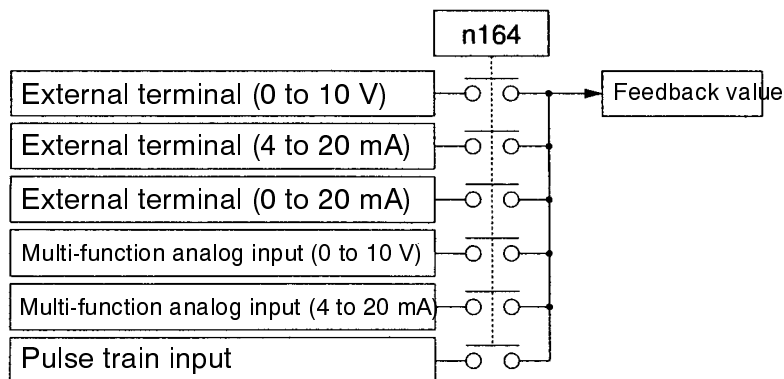 n164
External terminal (0 to 10 V)
Feedback value
External terminal (4 to 20 mA)
External terminal (0 to 20 mA)
Multi-function analog input (0 to 10 V)
Multi-function analog input (4 to 20 mA)
Pulse train input